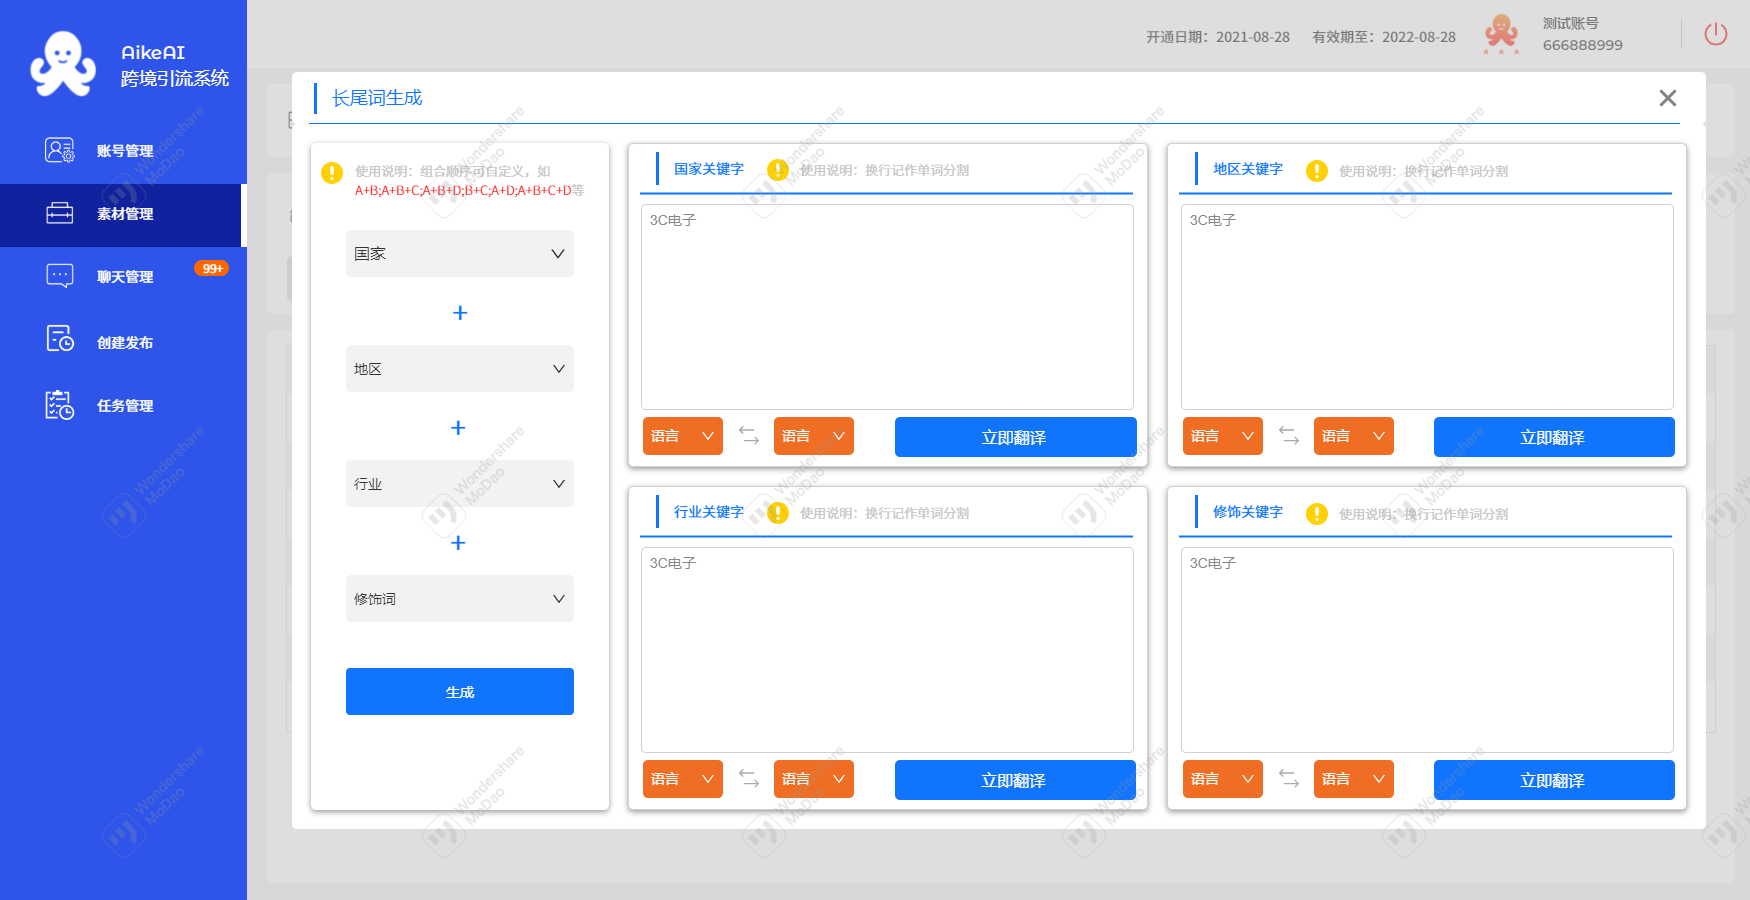 AikeAI
跨境引流系统
账号管理
素材管理
聊天管理
99+
创建发布
任务管理
开通日期：2021-08-28
有效期至：2022-08-28
测试账号
666888999
长尾词生成
使用说明：组合顺序可自定义，如
A+B;A+B+C;A+B+D;B+C;A+D;A+B+C+D等
国家
+
地区
+
行业
+
修饰词
生成
国家关键字
使用说明：换行记作单词分割
3C电子
语言
语言
立即翻译
地区关键字
使用说明：换行记作单词分割
3C电子
语言
语言
立即翻译
行业关键字
使用说明：换行记作单词分割
3C电子
语言
语言
立即翻译
修饰关键字
使用说明：换行记作单词分割
3C电子
语言
语言
立即翻译
Wondershare
MoDao